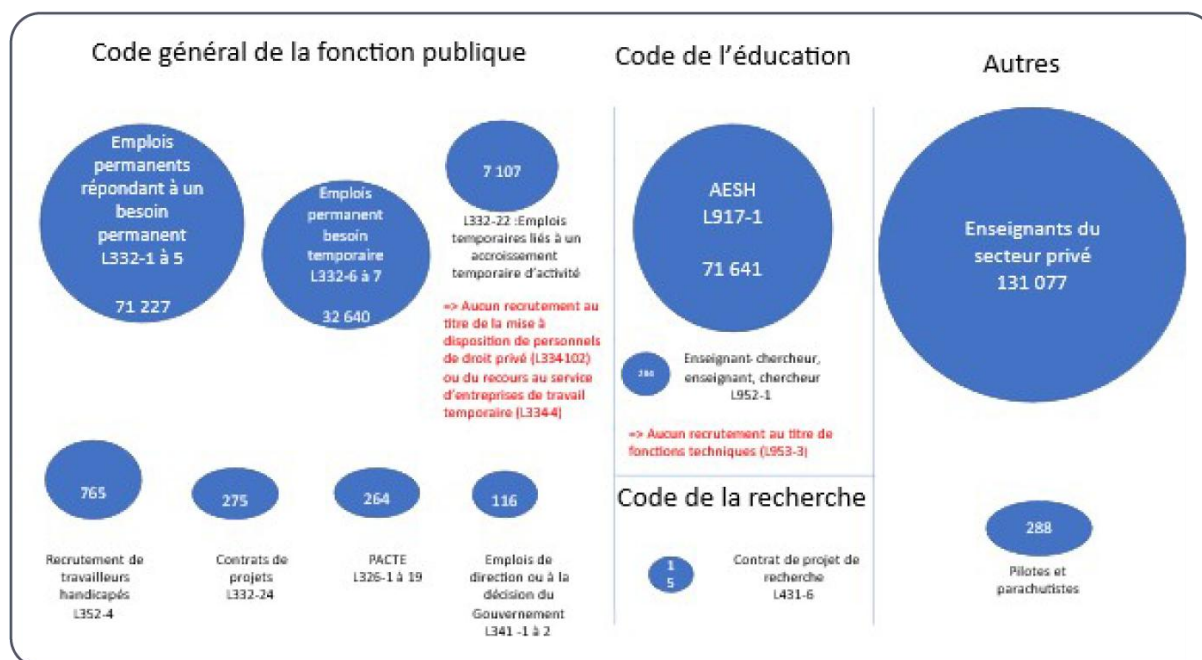 Code général de la fonction publique
Emplois
permanents
répondant à un
besoin
permanent
L332-1 à 5
71 227
Emplois
permanent
besoin
temporaire
L332-6 à 7
32 640
7 107
L332-22 :Emplois
temporaires liés à un
accroissement
temporaire d'activité
=> Aucun recrutement au
titre de la mise à
disposition de personnels
de droit privé (L334-102)
ou du recours au service
d'entreprises de travail
temporaire (L334-4)
765
Recrutement de
travailleurs
handicapés
L352-4
275
Contrats de
projets
L332-24
264
PACTE
L326-1 à 19
116
Emplois de
direction ou à la
décision du
Gouvernement
L341 -1 à 2
Code de l'éducation
AESH
L917-1
71 641
Enseignant- chercheur,
enseignant, chercheur
L952-1
=> Aucun recrutement au titre de
fonctions techniques (L953-3)
Code de la recherche
1
5
Contrat de projet de
recherche
L431-6
Autres
Enseignants du
secteur privé
131 077
288
Pilotes et
parachutistes